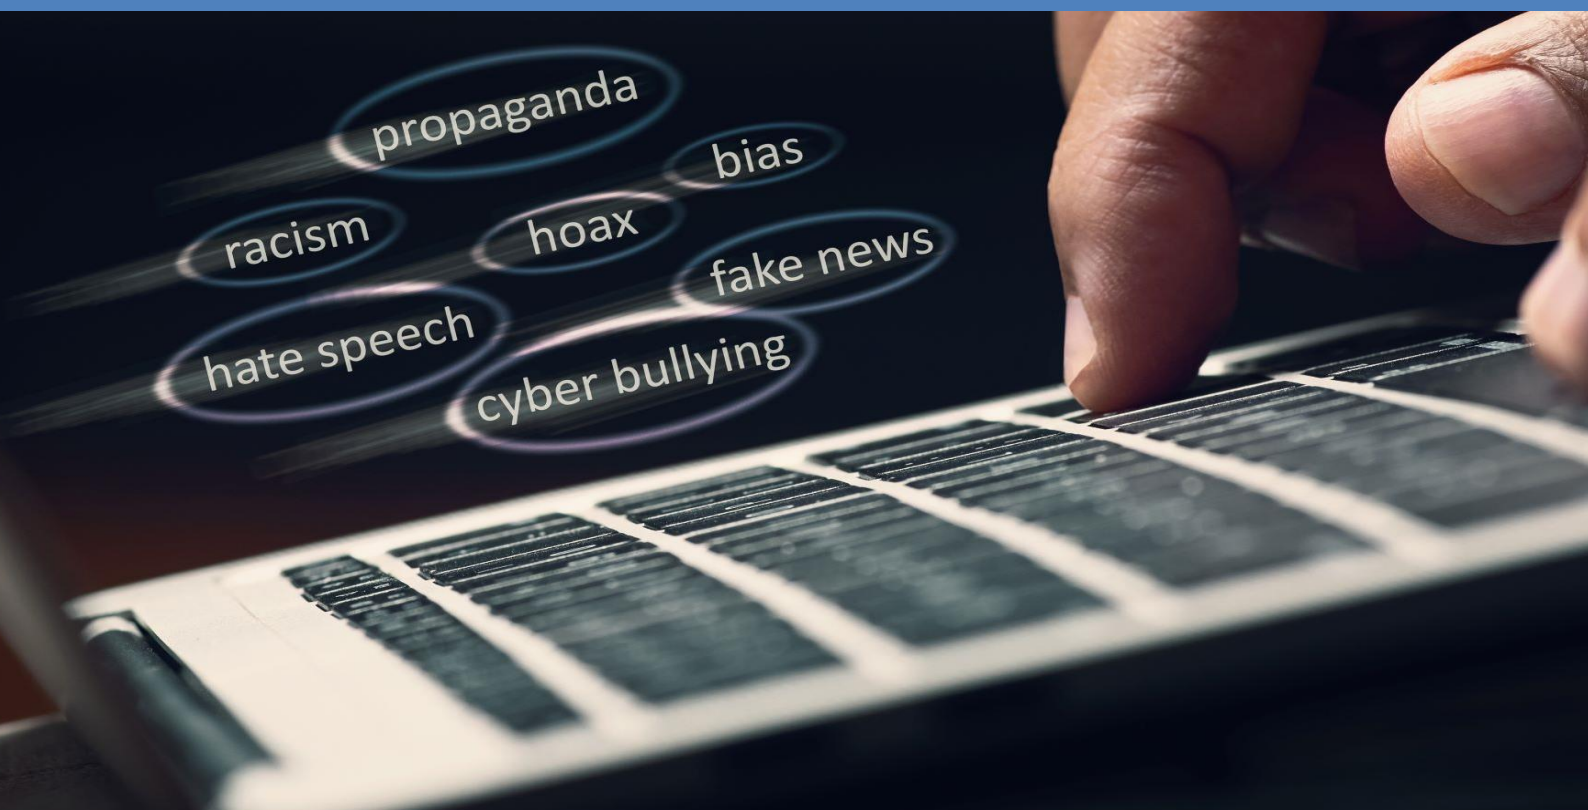 propaganda
bias
racism
hoax
fake news
hate speech
cyber bullying